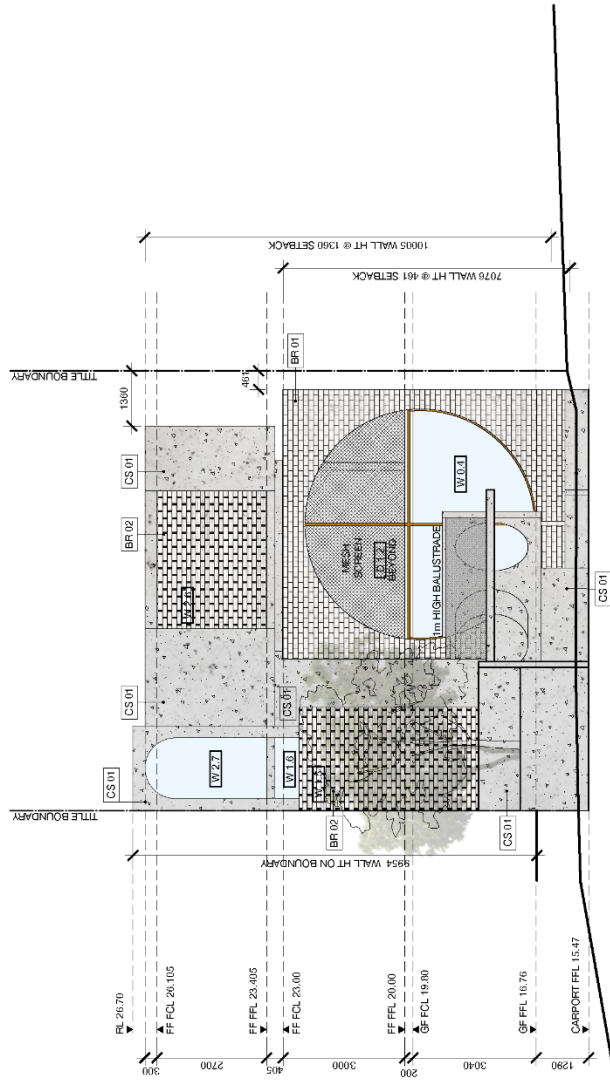 TITLE BOUNDARY
TITLE BOUNDARY
10005 WALL HT @ 1360 SETBACK
7076 WALL HT @ 461 SETBACK
9954 WALL HT ON BOUNDARY
1360
461
CS 01
BR 02
CS 01
CS 01
BR 01
W 2.6
W 2.7
CS 01
W 1.6
W 1.5
BR 02
MESH
SCREEN
D 1.2
BEYOND
W 0.4
1m HIGH BALUSTRADE
CS 01
CS 01
RL 26.70
FF FCL 26.105
FF FFL 23.405
FF FCL 23.00
FF FFL 20.00
GF FCL 19.80
GF FFL 16.76
CARPORT FFL 15.47
300
2700
405
3000
200
3040
1290